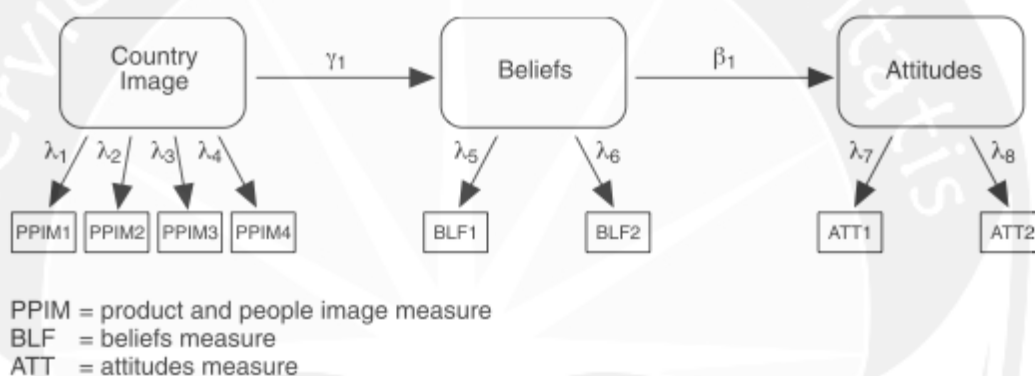 Country
Image
γ1
Beliefs
β1
Attitudes
λ1 λ2 λ3 λ4
λ5 λ6
λ7 λ8
PPIM1 PPIM2 PPIM3 PPIM4
BLF1 BLF2
ATT1 ATT2
PPIM = product and people image measure
BLF = beliefs measure
ATT = attitudes measure